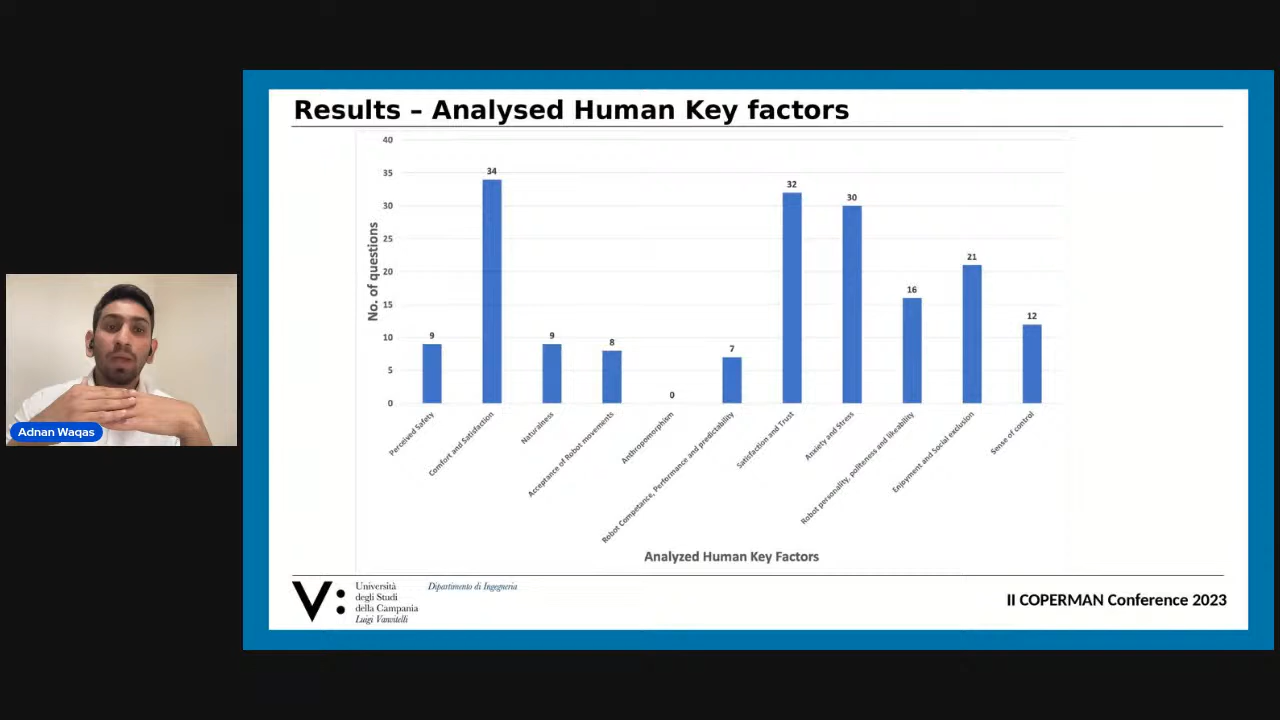 Results – Analysed Human Key factors
40
35
30
25
20
15
10
5
0
No. of questions
9
34
9
8
0
7
32
30
16
21
12
Perceived Safety
Comfort and Satisfaction
Naturalness
Acceptance of Robot movements
Anthropomorphism
Robot Competance, Performance and predictability
Satisfaction and Trust
Anxiety and Stress
Robot personality, politeness and likeability
Enjoyment and Social exclusion
Sense of control
Analyzed Human Key Factors
Adnan Waqas
V:
Università
degli Studi
della Campania
Luigi Vanvitelli
Dipartimento di Ingegneria
II COPERMAN Conference 2023